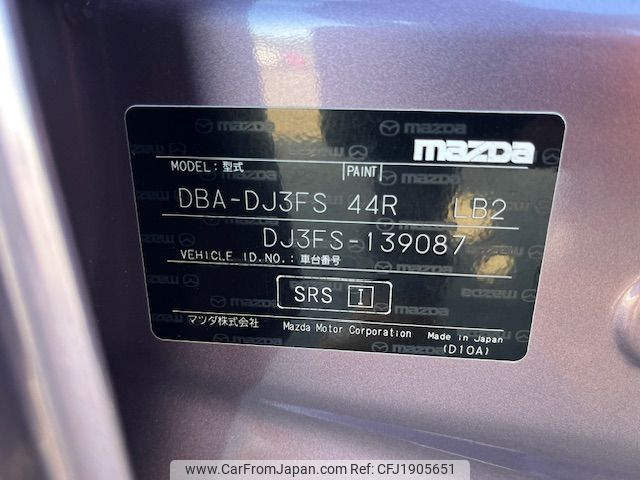 mazda
MODEL: 型式 PAINT
DBA-DJ3FS 44R LB2
DJ3FS-139087
VEHICLE ID.NO.: 車台番号
SRS I
マツダ株式会社 Mazda Motor Corporation Made in Japan
(D10A)
www.CarFromJapan.com | Ref No. CFJ1905651